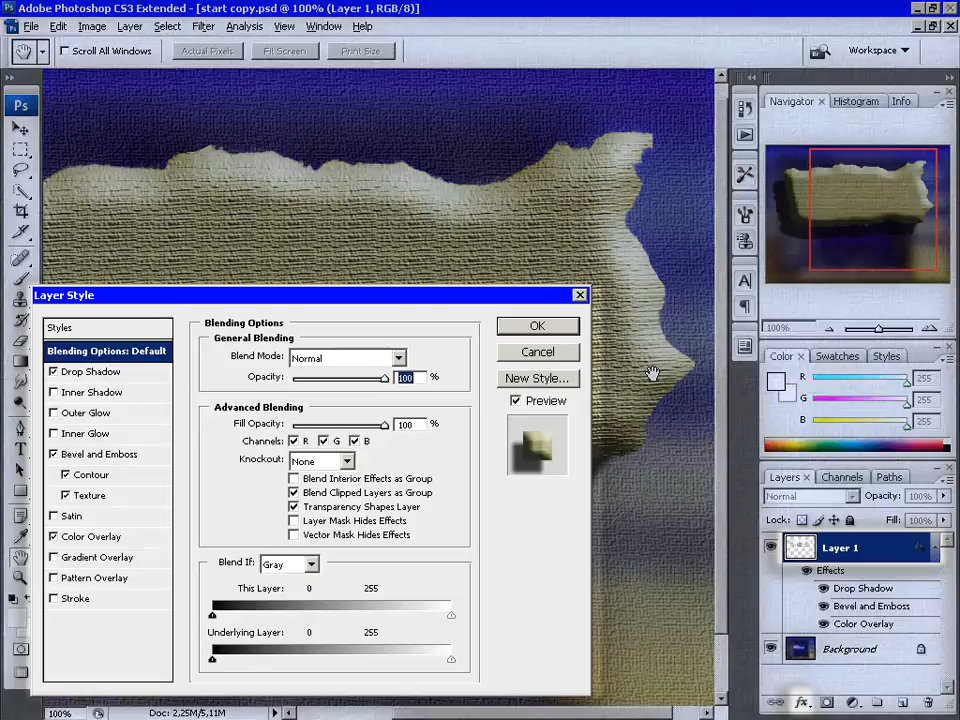 Adobe Photoshop CS3 Extended - [start copy.psd @ 100% (Layer 1, RGB/8)]
File Edit Image Layer Select Filter Analysis View Window Help
Scroll All Windows Actual Pixels Fit Screen Print Size Workspace
Ps
Navigator Histogram Info
100%
Color Swatches Styles
R 255
G 255
B 255
Layers Channels Paths
Normal Opacity: 100%
Lock: Fill: 100%
Layer 1 fx
Effects
Drop Shadow
Bevel and Emboss
Color Overlay
Background
fx
Layer Style
Styles
Blending Options: Default
Drop Shadow
Inner Shadow
Outer Glow
Inner Glow
Bevel and Emboss
Contour
Texture
Satin
Color Overlay
Gradient Overlay
Pattern Overlay
Stroke
Blending Options
General Blending
Blend Mode: Normal
Opacity: 100 %
Advanced Blending
Fill Opacity: 100 %
Channels: R G B
Knockout: None
Blend Interior Effects as Group
Blend Clipped Layers as Group
Transparency Shapes Layer
Layer Mask Hides Effects
Vector Mask Hides Effects
Blend If: Gray
This Layer: 0 255
Underlying Layer: 0 255
OK
Cancel
New Style...
Preview
100% Doc: 2,25M/5,11M